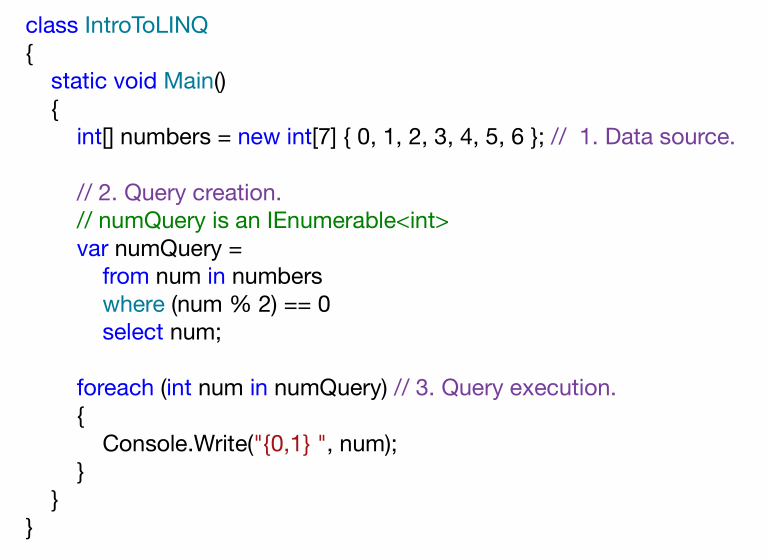 class IntroToLINQ
{
static void Main()
{
int[] numbers = new int[7] { 0, 1, 2, 3, 4, 5, 6 }; //  1. Data source.
// 2. Query creation.
// numQuery is an IEnumerable<int>
var numQuery =
from num in numbers
where (num % 2) == 0
select num;
foreach (int num in numQuery) // 3. Query execution.
{
Console.Write("{0,1} ", num);
}
}
}